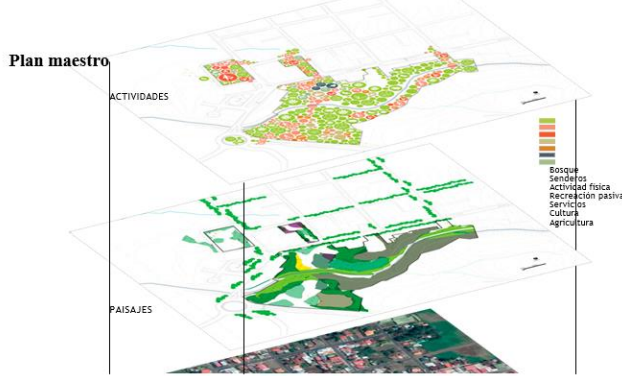 Plan maestro
ACTIVIDADES
Bosque
Senderos
Actividad física
Recreación pasiva
Servicios
Cultura
Agricultura
PAISAJES